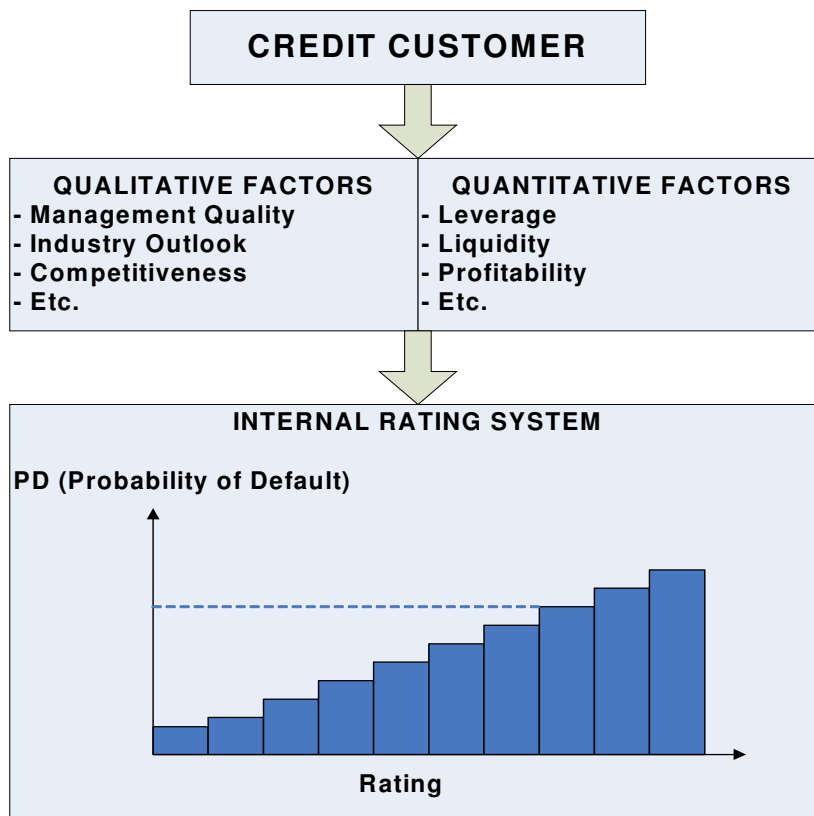 CREDIT CUSTOMER
QUALITATIVE FACTORS
- Management Quality
- Industry Outlook
- Competitiveness
- Etc.
QUANTITATIVE FACTORS
- Leverage
- Liquidity
- Profitability
- Etc.
INTERNAL RATING SYSTEM
PD (Probability of Default)
Rating